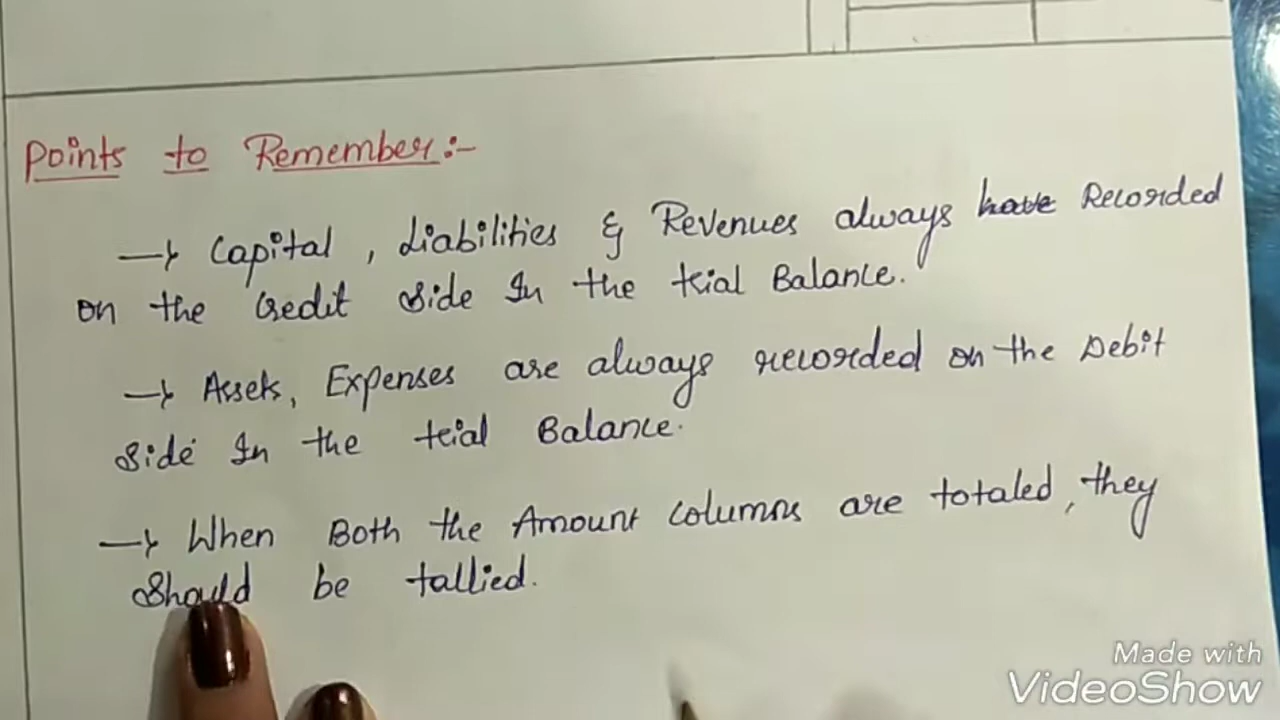 Points to Remember:-
→ Capital, Liabilities & Revenues always have Recorded
on the Credit Side In the trial Balance.
→ Assets, Expenses are always recorded on the Debit
Side In the trial Balance.
→ When Both the Amount columns are totaled, they
Should be tallied.
Made with
VideoShow